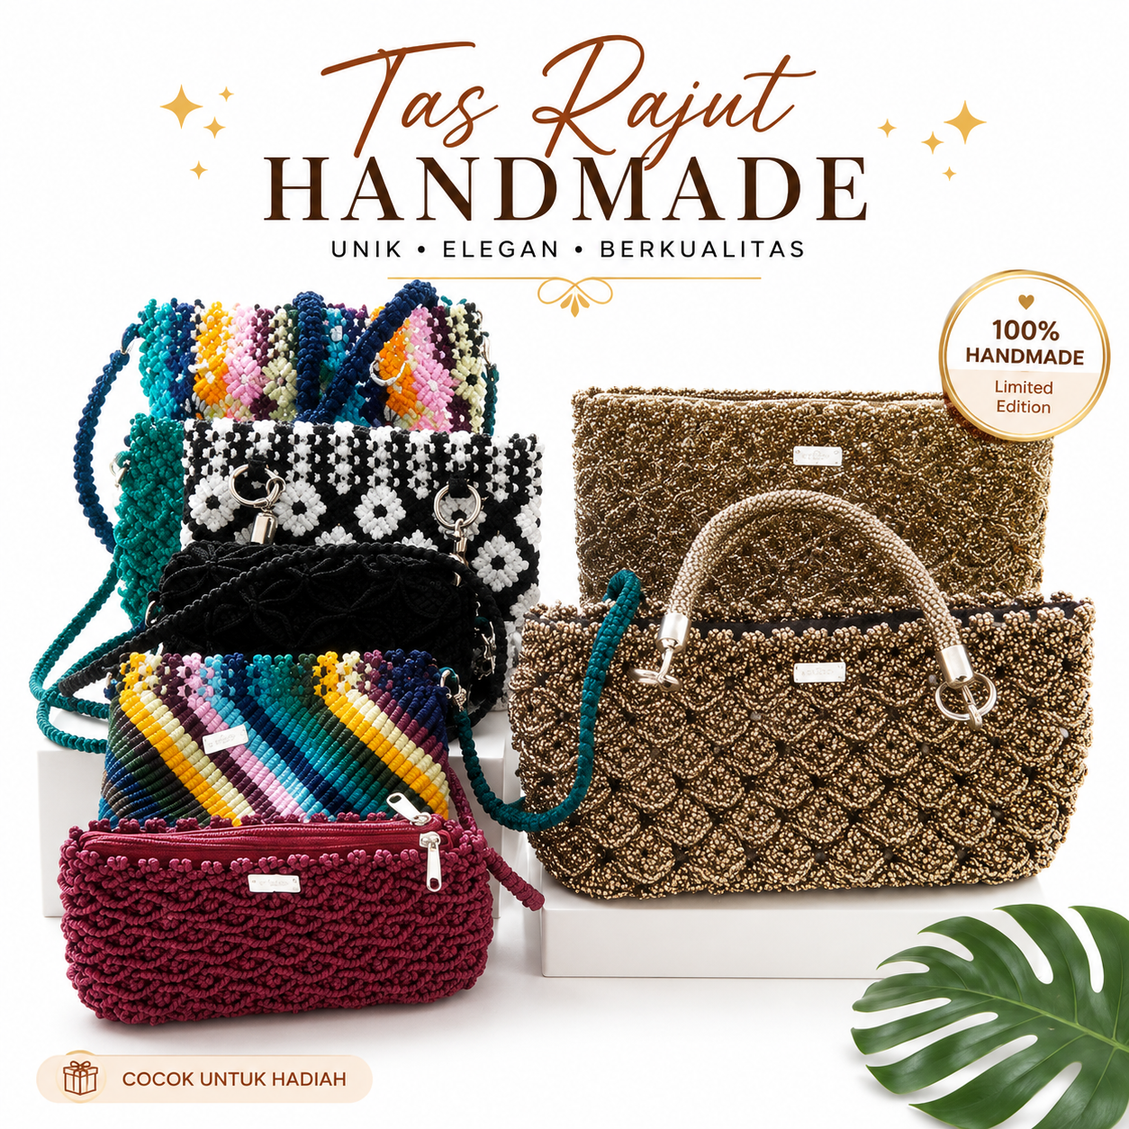 Tas Rajut
HANDMADE
UNIK • ELEGAN • BERKUALITAS
100%
HANDMADE
Limited
Edition
COCOK UNTUK HADIAH